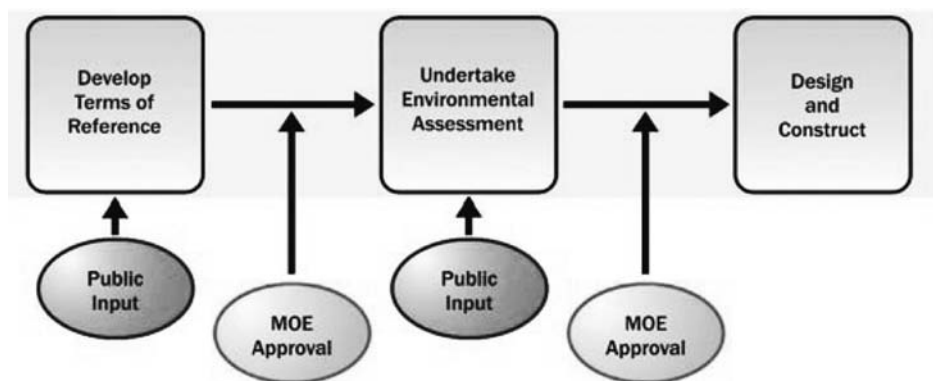 Develop
Terms of
Reference
Undertake
Environmental
Assessment
Design
and
Construct
Public
Input
MOE
Approval
Public
Input
MOE
Approval